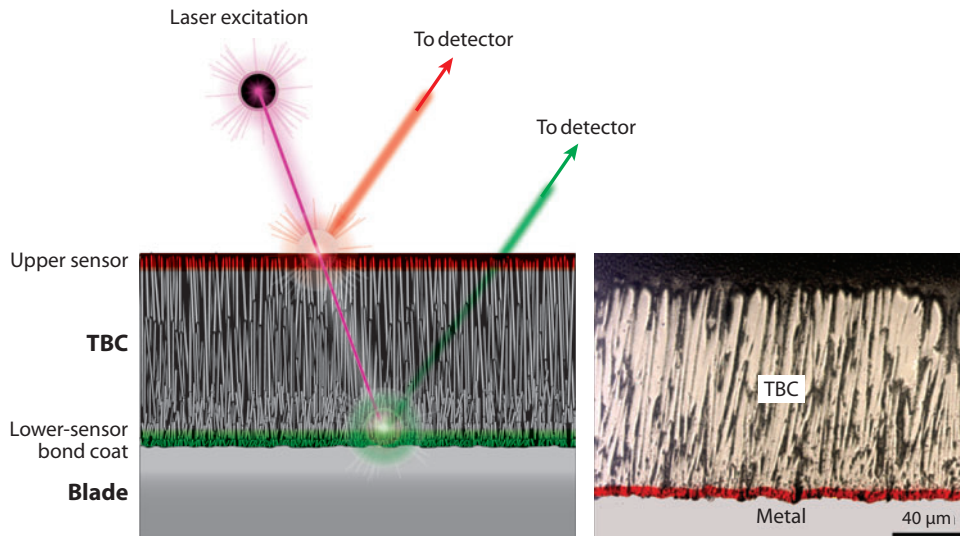 Laser excitation
To detector
To detector
Upper sensor
TBC
Lower-sensor
bond coat
Blade
TBC
Metal
40 μm